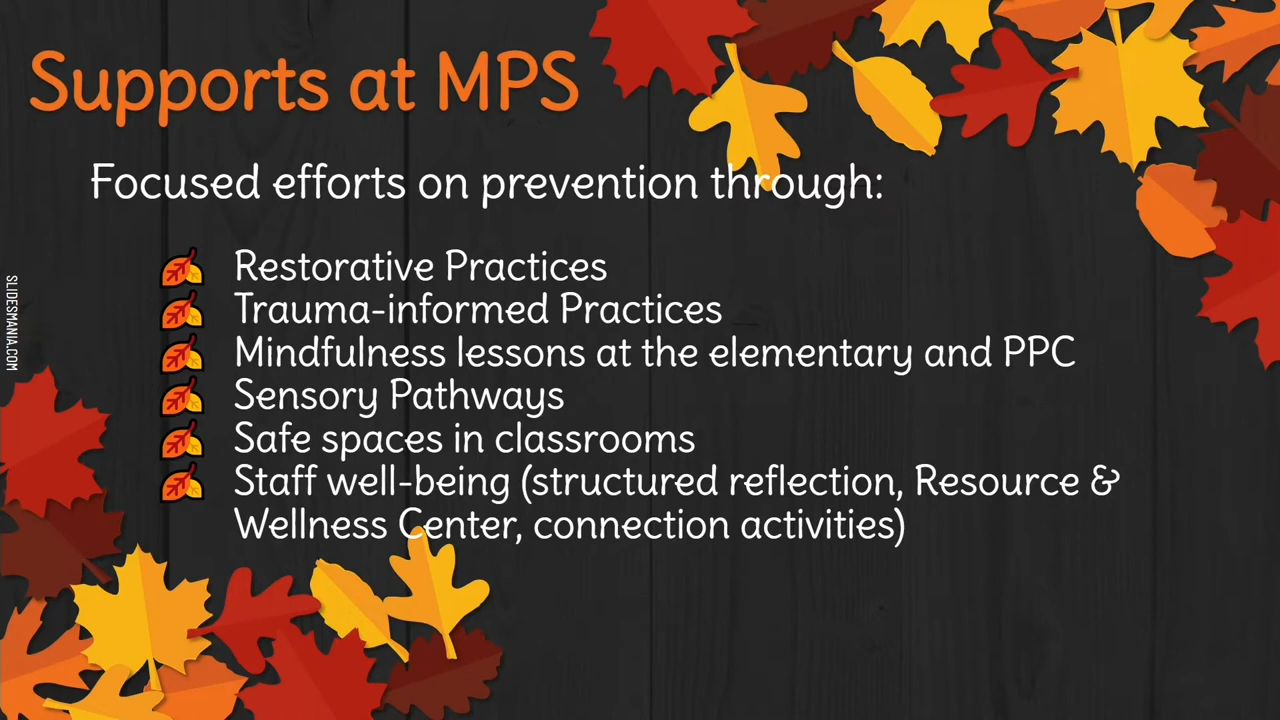 Supports at MPS
Focused efforts on prevention through:
Restorative Practices
Trauma-informed Practices
Mindfulness lessons at the elementary and PPC
Sensory Pathways
Safe spaces in classrooms
Staff well-being (structured reflection, Resource &
Wellness Center, connection activities)
SLIDESMANIA.COM